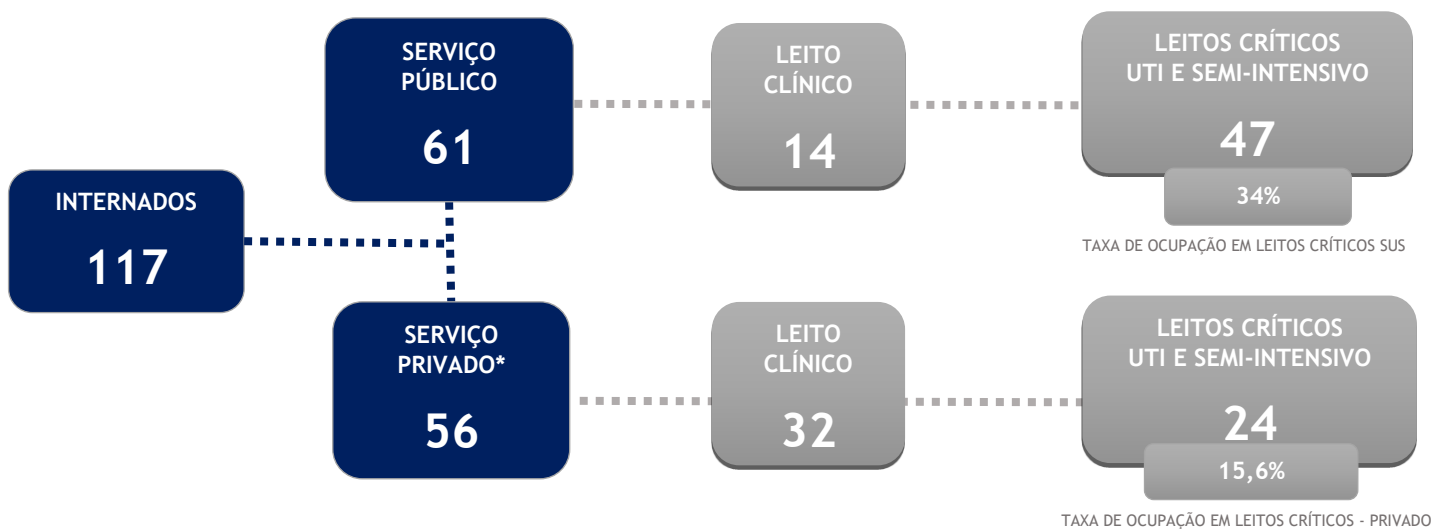 INTERNADOS
117
SERVIÇO
PÚBLICO
61
LEITO
CLÍNICO
14
LEITOS CRÍTICOS
UTI E SEMI-INTENSIVO
47
34%
TAXA DE OCUPAÇÃO EM LEITOS CRÍTICOS SUS
SERVIÇO
PRIVADO*
56
LEITO
CLÍNICO
32
LEITOS CRÍTICOS
UTI E SEMI-INTENSIVO
24
15,6%
TAXA DE OCUPAÇÃO EM LEITOS CRÍTICOS - PRIVADO